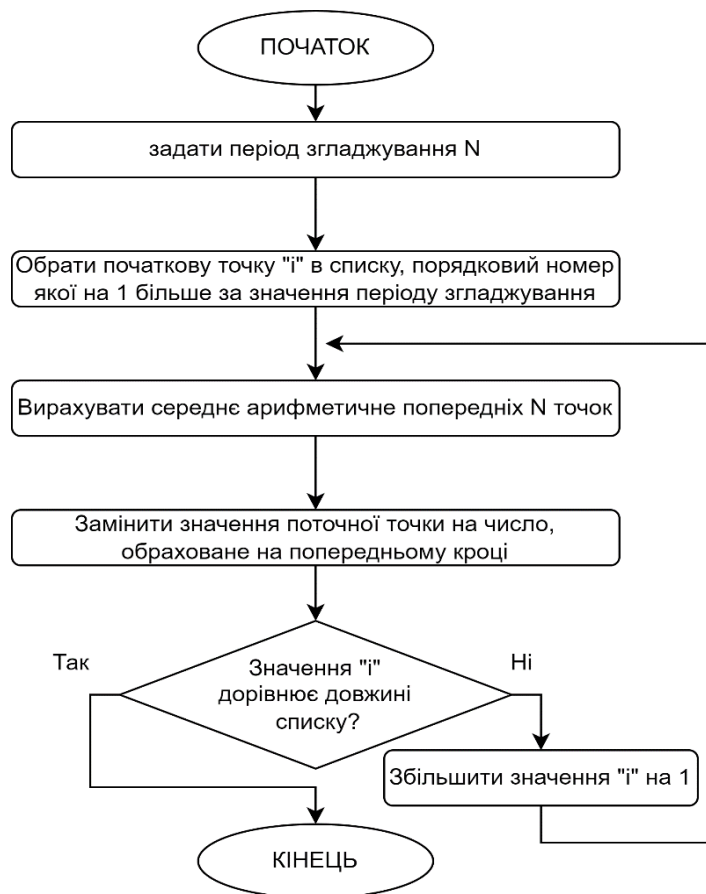 ПОЧАТОК
задати період згладжування N
Обрати початкову точку "і" в списку, порядковий номер
якої на 1 більше за значення періоду згладжування
Вирахувати середнє арифметичне попередніх N точок
Замінити значення поточної точки на число,
обраховане на попередньому кроці
Так
Значення "і"
дорівнює довжині
списку?
Ні
Збільшити значення "і" на 1
КІНЕЦЬ